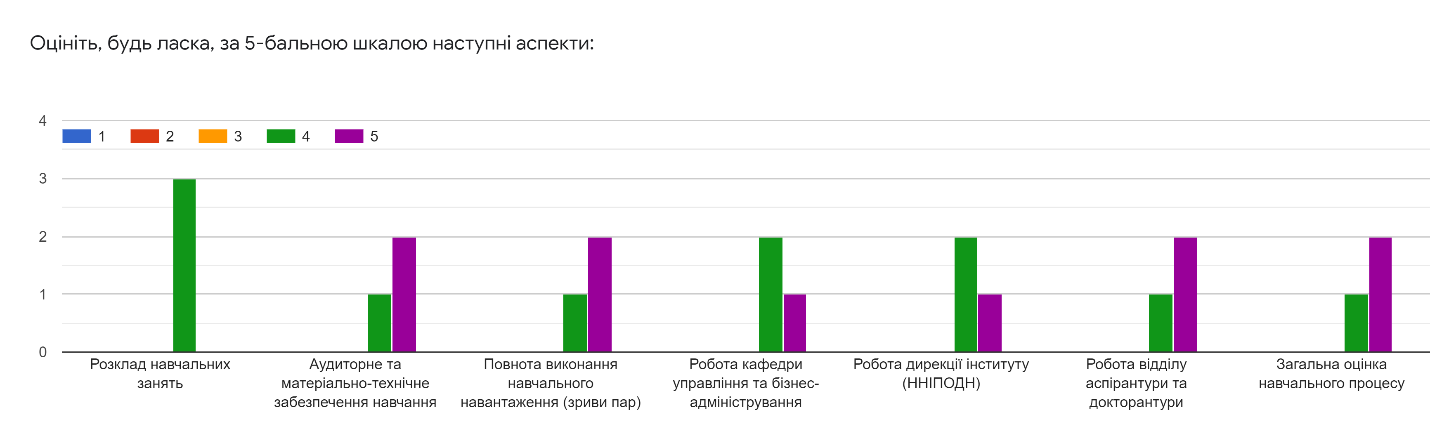 Оцініть, будь ласка, за 5-бальною шкалою наступні аспекти:
4
1 2 3 4 5
3
2
1
0
Розклад навчальних
занять
Аудиторне та
матеріально-технічне
забезпечення навчання
Повнота виконання
навчального
навантаження (зриви пар)
Робота кафедри
управління та бізнес-
адміністрування
Робота дирекції інституту
(ННІПОДН)
Робота відділу
аспірантури та
докторантури
Загальна оцінка
навчального процесу